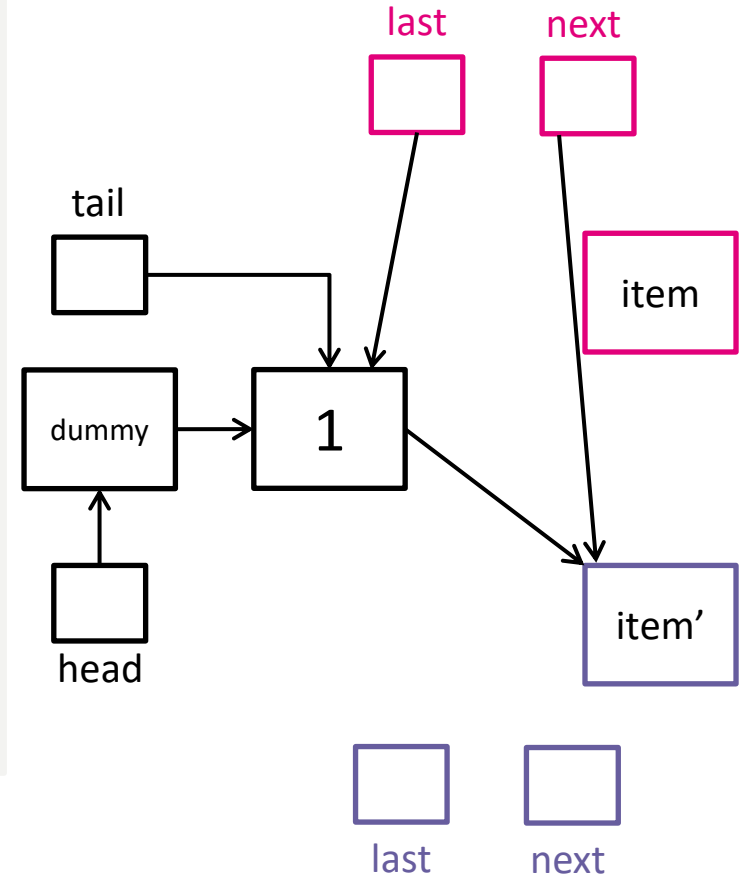 last next
tail
item
dummy 1
item’
head
last next